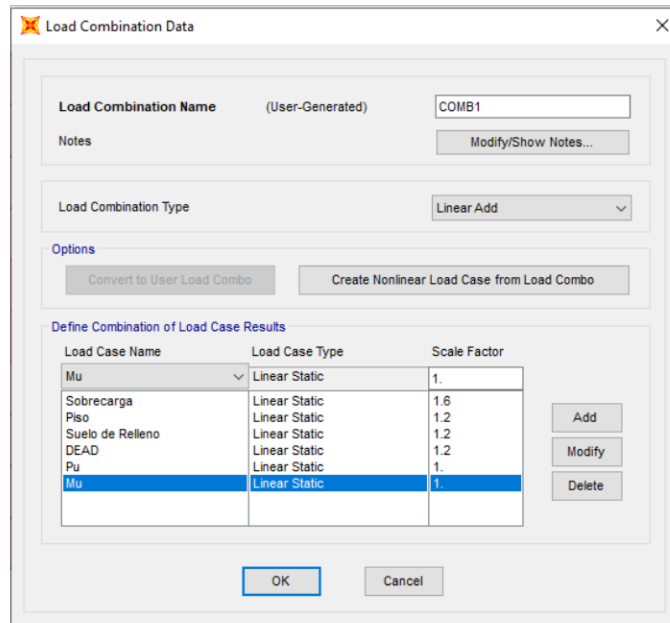 Load Combination Data
Load Combination Name (User-Generated) COMB1
Notes Modify/Show Notes...
Load Combination Type Linear Add
Options
Convert to User Load Combo Create Nonlinear Load Case from Load Combo
Define Combination of Load Case Results
Load Case Name Load Case Type Scale Factor
Mu Linear Static 1.
Sobrecarga Linear Static 1.6
Piso Linear Static 1.2
Suelo de Relleno Linear Static 1.2
DEAD Linear Static 1.2
Pu Linear Static 1.
Mu Linear Static 1.
Add
Modify
Delete
OK Cancel